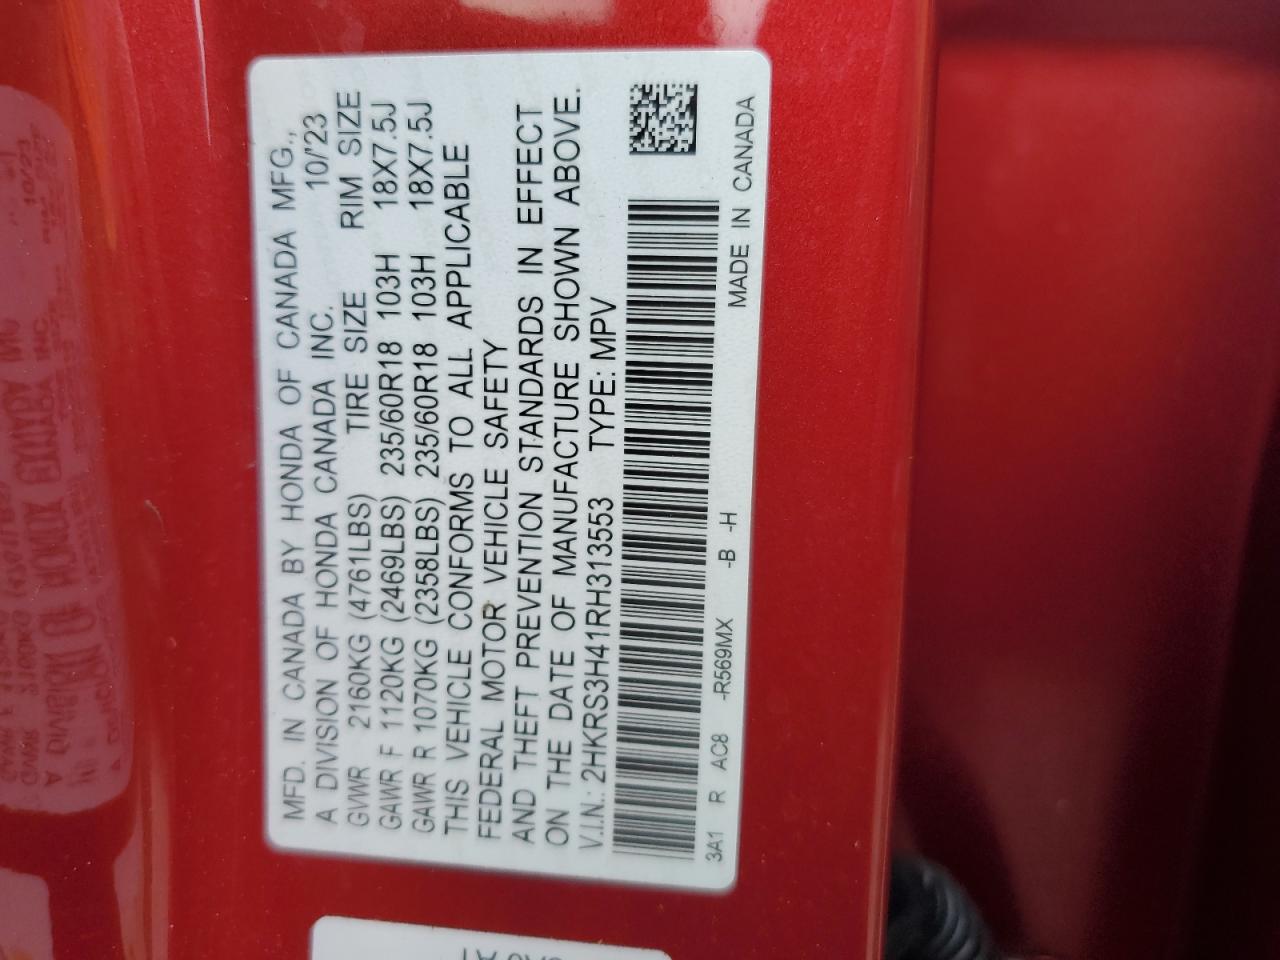 MFD. IN CANADA BY HONDA OF CANADA MFG.,
A DIVISION OF HONDA CANADA INC. 10/'23
GVWR 2160KG (4761LBS) TIRE SIZE RIM SIZE
GAWR F 1120KG (2469LBS) 235/60R18 103H 18X7.5J
GAWR R 1070KG (2358LBS) 235/60R18 103H 18X7.5J
THIS VEHICLE CONFORMS TO ALL APPLICABLE
FEDERAL MOTOR VEHICLE SAFETY
AND THEFT PREVENTION STANDARDS IN EFFECT
ON THE DATE OF MANUFACTURE SHOWN ABOVE.
V.I.N.: 2HKRS3H41RH313553 TYPE: MPV
3A1 R AC8 -R569MX -B -H MADE IN CANADA